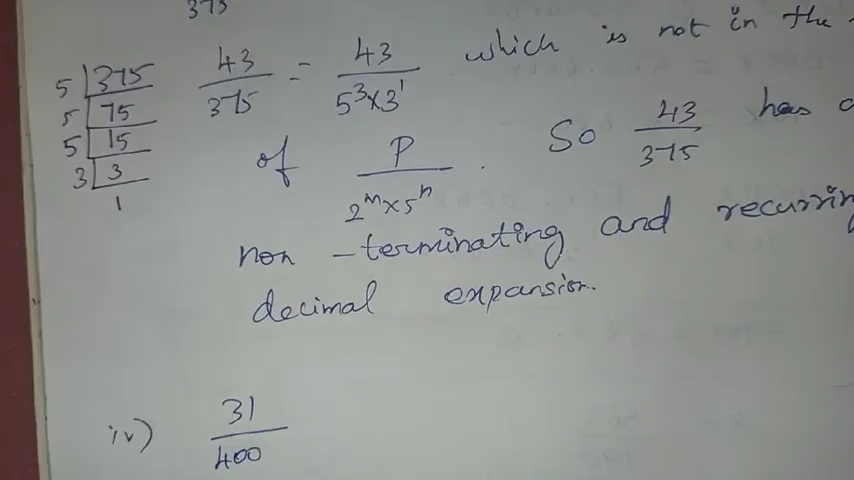 375
5 | 375 43/375 = 43/5³×3¹ which is not in the
5 | 75
5 | 15 of P/2ᵐ×5ⁿ . So 43/375 has a
3 | 3
1
non-terminating and recurring
decimal expansion.
iv) 31/400